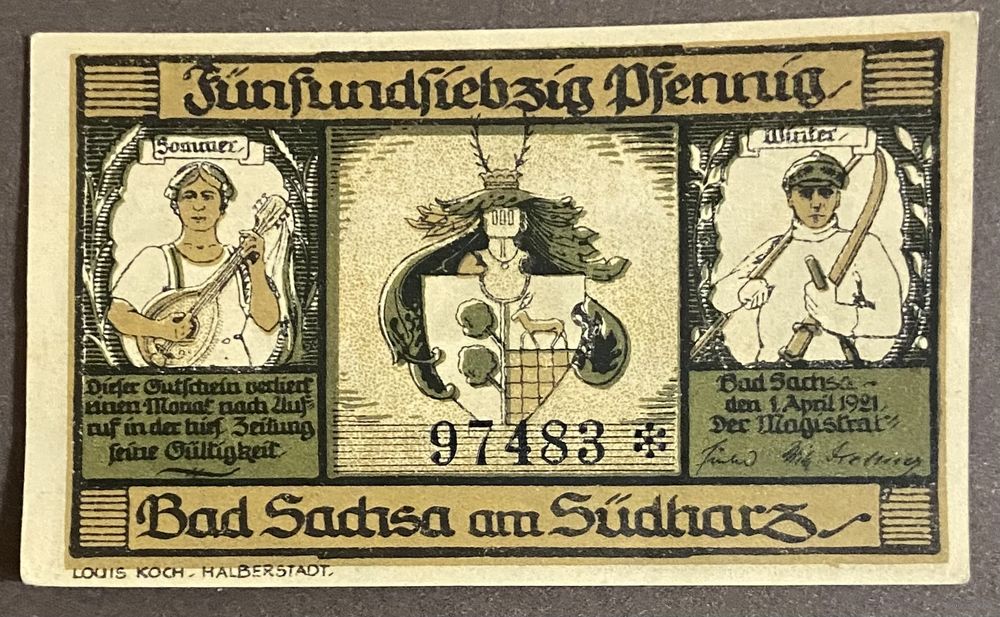 Fünfundsiebzig Pfennig
Sommer
Winter
Dieser Gutschein verliert
einen Monat nach Auf-
ruf in der hies. Zeitung
seine Gültigkeit
97483 ❇
Bad Sachsa -
den 1. April 1921.
Der Magistrat
Bad Sachsa am Südharz
LOUIS KOCH - HALBERSTADT.